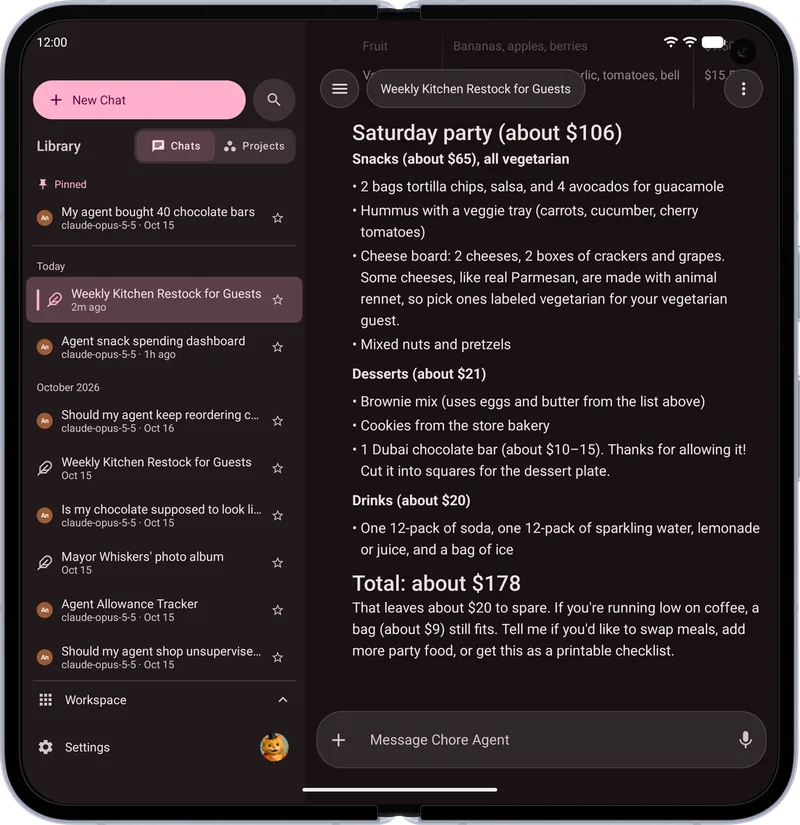 12:00
New Chat
Library
Chats
Projects
Pinned
An
My agent bought 40 chocolate bars
claude-opus-5-5 · Oct 15
Today
Weekly Kitchen Restock for Guests
2m ago
An
Agent snack spending dashboard
claude-opus-5-5 · 1h ago
October 2026
An
Should my agent keep reordering c...
claude-opus-5-5 · Oct 16
Weekly Kitchen Restock for Guests
Oct 15
An
Is my chocolate supposed to look li...
claude-opus-5-5 · Oct 15
Mayor Whiskers' photo album
Oct 15
An
Agent Allowance Tracker
claude-opus-5-5 · Oct 15
An
Should my agent shop unsupervise...
claude-opus-5-5 · Oct 15
Workspace
Settings
Fruit Bananas, apples, berries
rlic, tomatoes, bell $15.
Weekly Kitchen Restock for Guests
Saturday party (about $106)
Snacks (about $65), all vegetarian
• 2 bags tortilla chips, salsa, and 4 avocados for guacamole
• Hummus with a veggie tray (carrots, cucumber, cherry
tomatoes)
• Cheese board: 2 cheeses, 2 boxes of crackers and grapes.
Some cheeses, like real Parmesan, are made with animal
rennet, so pick ones labeled vegetarian for your vegetarian
guest.
• Mixed nuts and pretzels
Desserts (about $21)
• Brownie mix (uses eggs and butter from the list above)
• Cookies from the store bakery
• 1 Dubai chocolate bar (about $10–15). Thanks for allowing it!
Cut it into squares for the dessert plate.
Drinks (about $20)
• One 12-pack of soda, one 12-pack of sparkling water, lemonade
or juice, and a bag of ice
Total: about $178
That leaves about $20 to spare. If you're running low on coffee, a
bag (about $9) still fits. Tell me if you'd like to swap meals, add
more party food, or get this as a printable checklist.
Message Chore Agent